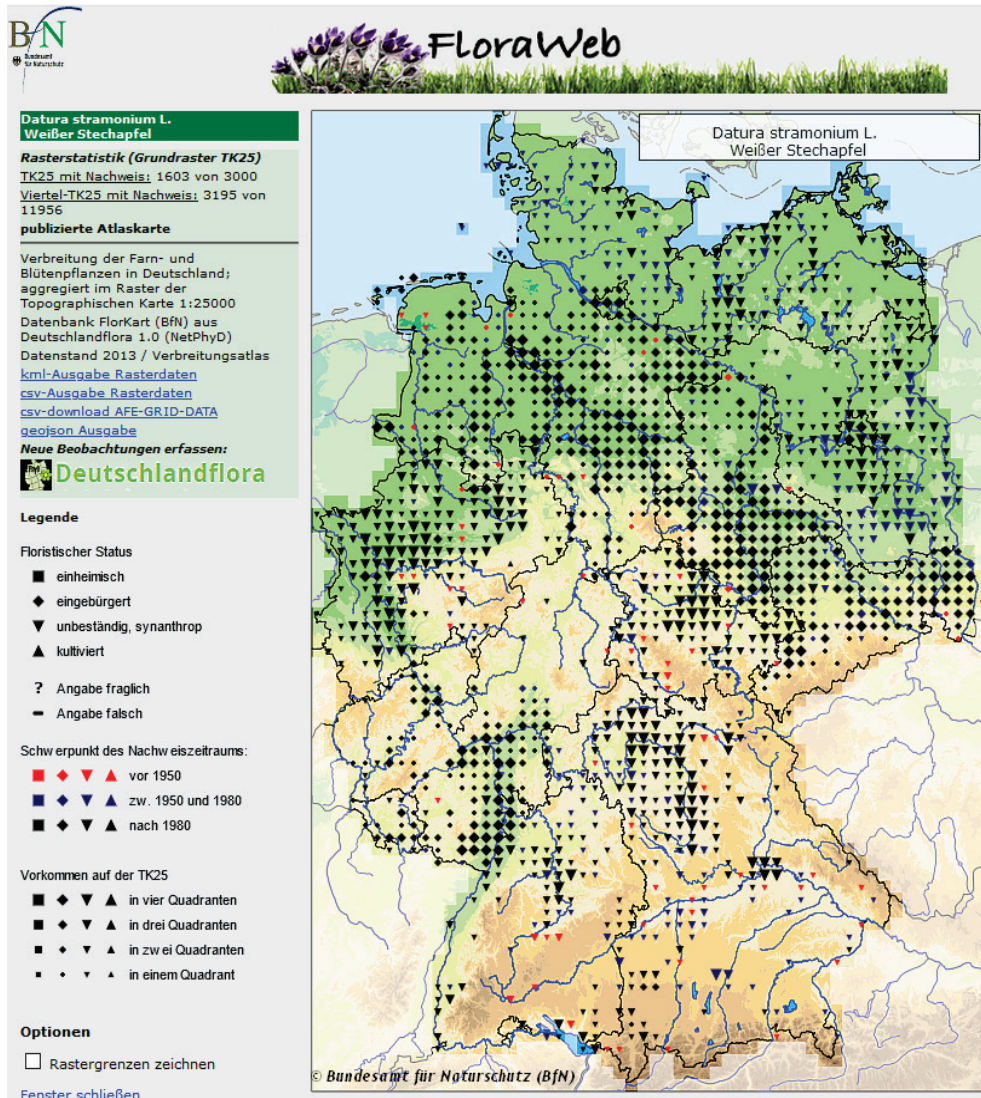 BfN
Bundesamt
für Naturschutz
FloraWeb
Datura stramonium L.
Weißer Stechapfel
Rasterstatistik (Grundraster TK25)
TK25 mit Nachweis: 1603 von 3000
Viertel-TK25 mit Nachweis: 3195 von
11956
publizierte Atlaskarte
Verbreitung der Farn- und
Blütenpflanzen in Deutschland;
aggregiert im Raster der
Topografischen Karte 1:25000
Datenbank FlorKart (BfN) aus
Deutschlandflora 1.0 (NetPhyD)
Datenstand 2013 / Verbreitungsatlas
kml-Ausgabe Rasterdaten
csv-Ausgabe Rasterdaten
csv-download AFE-GRID-DATA
geojson Ausgabe
Neue Beobachtungen erfassen:
Deutschlandflora
Legende
Floristischer Status
einheimisch
eingebürgert
unbeständig, synanthrop
kultiviert
? Angabe fraglich
Angabe falsch
Schwerpunkt des Nachweiszeitraums:
vor 1950
zw. 1950 und 1980
nach 1980
Vorkommen auf der TK25
in vier Quadranten
in drei Quadranten
in zwei Quadranten
in einem Quadrant
Optionen
Rastergrenzen zeichnen
Fenster schließen
Datura stramonium L.
Weißer Stechapfel
© Bundesamt für Naturschutz (BfN)